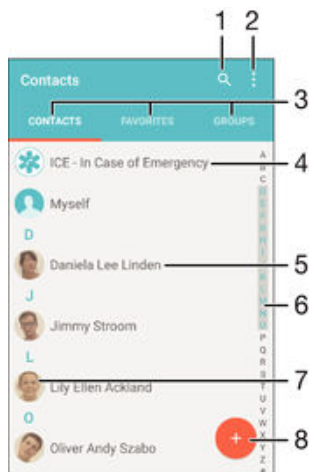 1 2
Contacts
3
CONTACTS FAVORITES GROUPS
ICE - In Case of Emergency 4
Myself
D
Daniela Lee Linden 5
J
Jimmy Stroom
6
L
Lily Ellen Ackland
7
O
Oliver Andy Szabo
8
A
B
C
D
E
F
G
H
I
J
K
L
M
N
O
P
Q
R
S
T
U
V
W
X
Y
Z
#